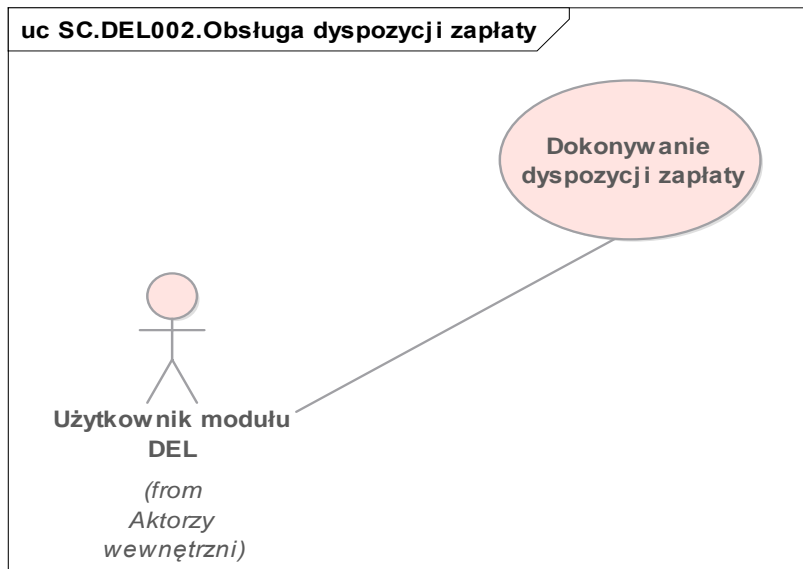 uc SC.DEL002.Obsługa dyspozycji zapłaty
Dokonywanie
dyspozycji zapłaty
Użytkownik modułu
DEL
(from
Aktorzy
wewnętrzni)